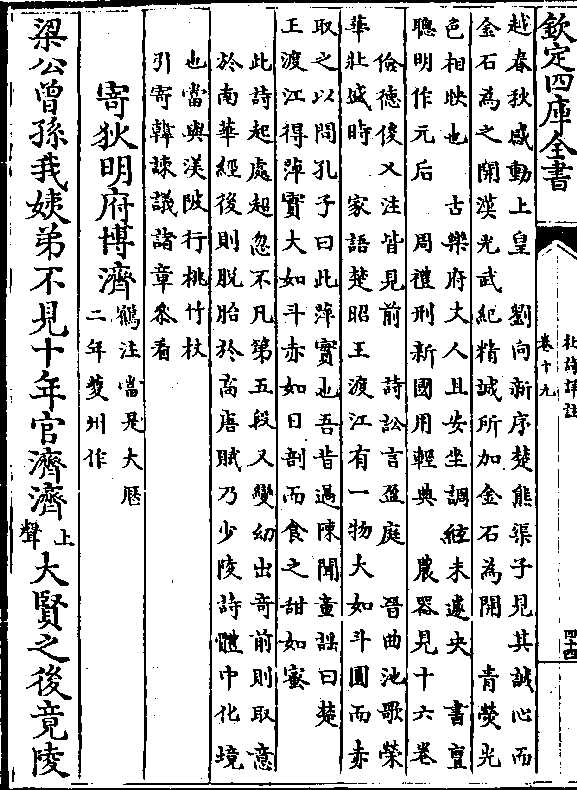 欽定四庫全書
杜詩詳註
卷十九
四十四
越春秋感動上皇　劉向新序楚熊渠子見其誠心而
金石為之開漢光武紀精誠所加金石為開　青熒光
色相映也　古樂府丈人且安坐調絃未遽央　書亶
聰明作元后　周禮刑新國用輕典　農器見十六卷
儉德俊乂注皆見前　詩訟言盈庭　晉曲池歌榮
華壯盛時　家語楚昭王渡江有一物大如斗圓而赤
取之以問孔子曰此萍實也吾昔過陳聞童謡曰楚
王渡江得萍實大如斗赤如日剖而食之甜如蜜
此詩起處超忽不凡第五段又變幻出奇前則取意
於南華經後則脱胎於高唐賦乃少陵詩體中化境
也當與渼陂行桃竹杖
引寄韓諫議諸章叅看
寄狄明府博濟
鶴注當是大厯
二年夔州作
梁公曾孫我姨弟不見十年官濟濟上聲大賢之後竟陵